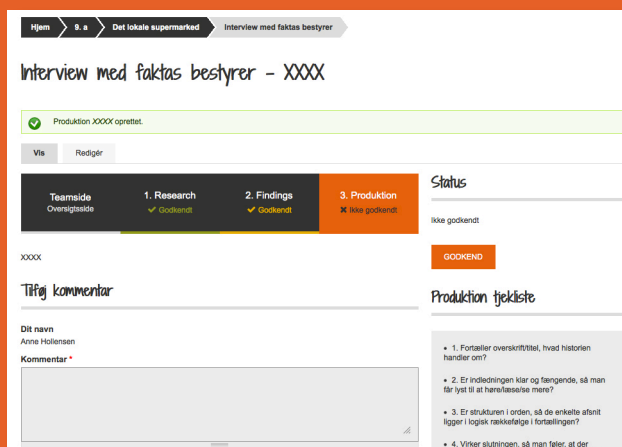 Hjem
9. a
Det lokale supermarked
Interview med faktas bestyrer
Interview med faktas bestyrer - XXXX
Produktion XXXX oprettet.
Vis
Redigér
Teamside
Oversigtsside
1. Research
Godkendt
2. Findings
Godkendt
3. Produktion
Ikke godkendt
XXXX
Tilføj kommentar
Dit navn
Anne Hollensen
Kommentar *
Status
Ikke godkendt
GODKEND
Produktion tjekliste
1. Fortæller overskrift/titel, hvad historien
handler om?
2. Er indledningen klar og fængende, så man
får lyst til at høre/læse/se mere?
3. Er strukturen i orden, så de enkelte afsnit
ligger i logisk rækkefølge i fortællingen?
4. Virker slutningen, så man føler, at der